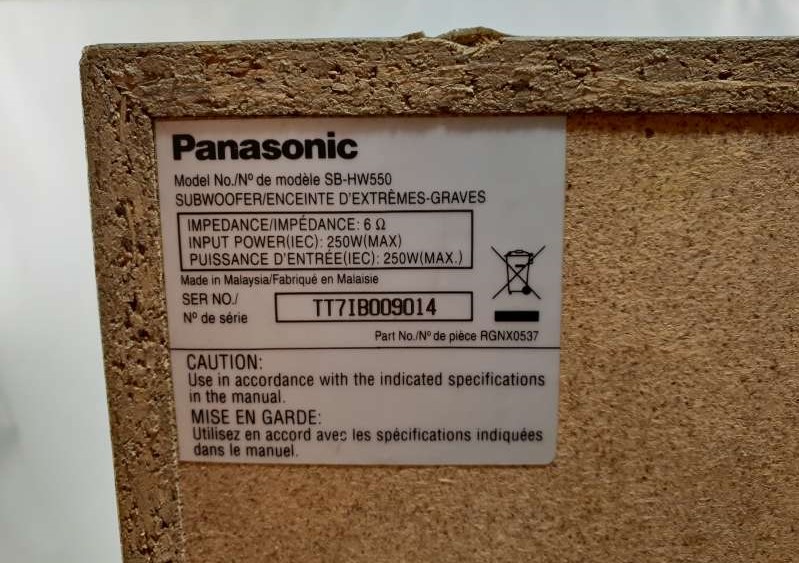 Panasonic
Model No./Nº de modèle SB-HW550
SUBWOOFER/ENCEINTE D'EXTRÊMES-GRAVES
IMPEDANCE/IMPÉDANCE: 6 Ω
INPUT POWER(IEC): 250W(MAX)
PUISSANCE D'ENTRÉE(IEC): 250W(MAX.)
Made in Malaysia/Fabriqué en Malaisie
SER NO./
Nº de série
TT7IB009014
Part No./Nº de pièce RGNX0537
CAUTION:
Use in accordance with the indicated specifications
in the manual.
MISE EN GARDE:
Utilisez en accord avec les spécifications indiquées
dans le manuel.